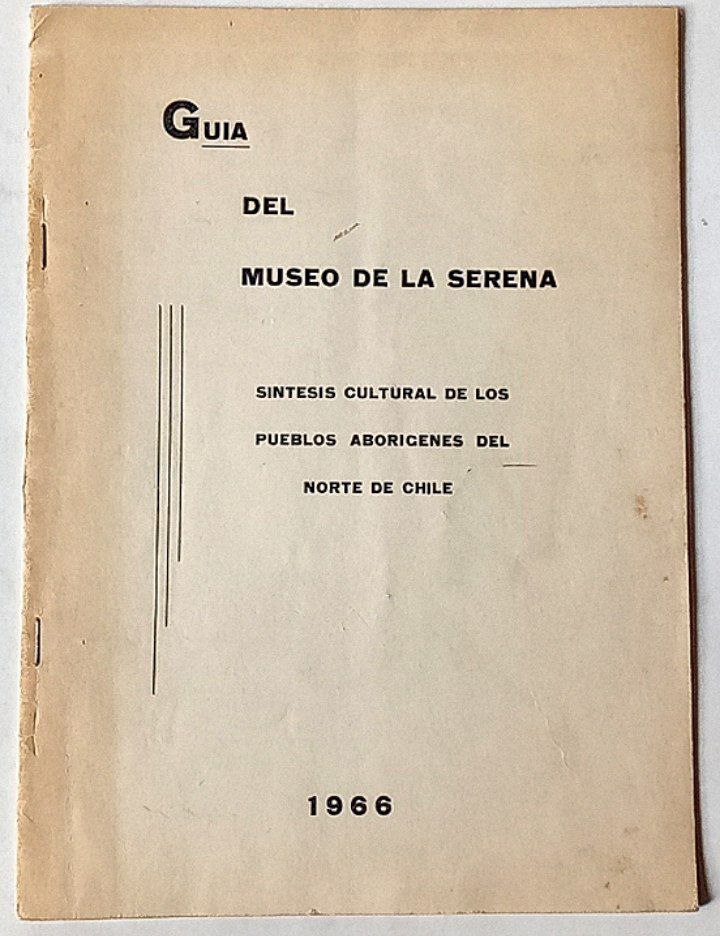 GUIA
DEL
MUSEO DE LA SERENA
SINTESIS CULTURAL DE LOS
PUEBLOS ABORIGENES DEL
NORTE DE CHILE
1966